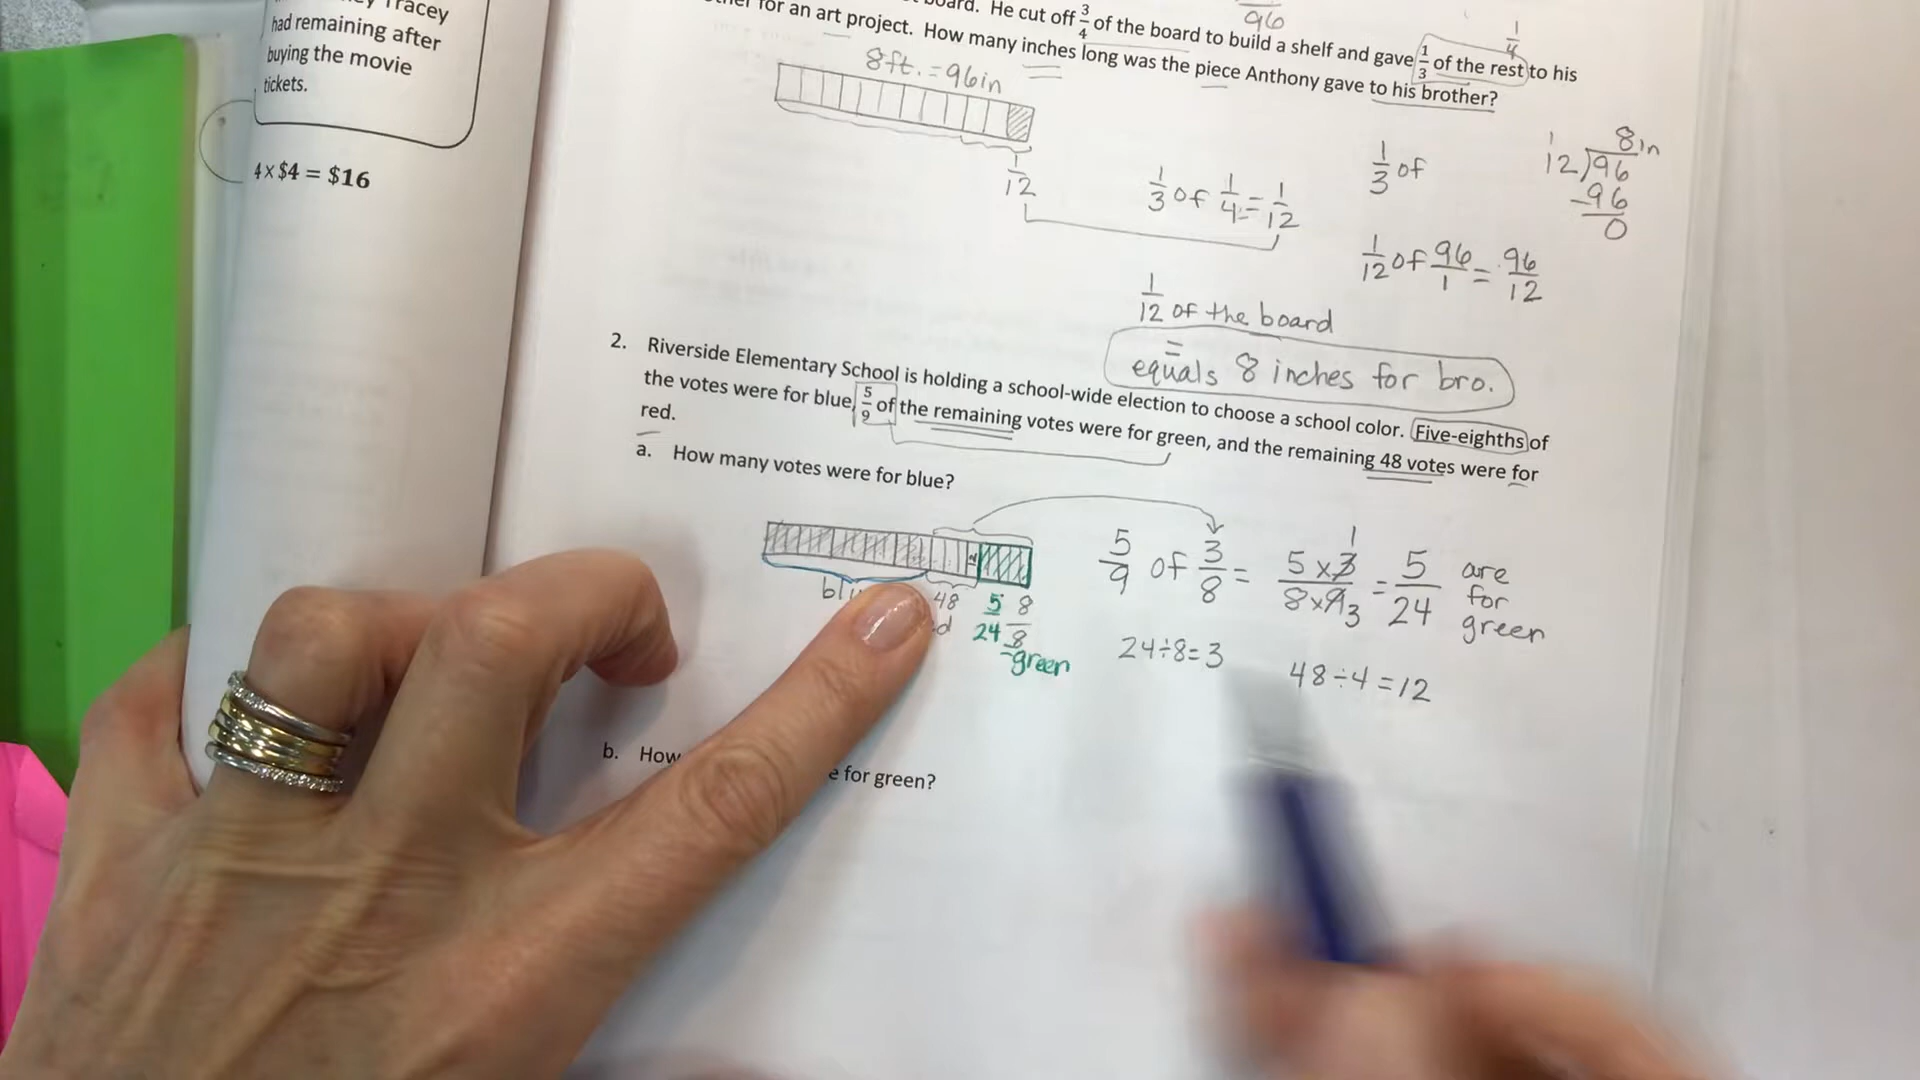 Tracey
had remaining after
buying the movie
tickets.
4 x $4 = $16
board. He cut off 3/4 of the board to build a shelf and gave 1/3 of the rest to his
for an art project. How many inches long was the piece Anthony gave to his brother?
96
1/4
8ft. = 96in
1/12
1/3 of 1/4 = 1/12
1/3 of
8in
12)96
-96
0
1/12 of 96/1 = 96/12
1/12 of the board
=
equals 8 inches for bro.
2. Riverside Elementary School is holding a school-wide election to choose a school color. Five-eighths of
the votes were for blue, 5/9 of the remaining votes were for green, and the remaining 48 votes were for
red.
a. How many votes were for blue?
48
5/24
8/8
green
5/9 of 3/8 = 5x3/8x9 = 5/24 are
for
green
1
3
24÷8=3
48÷4=12
b. How
for green?